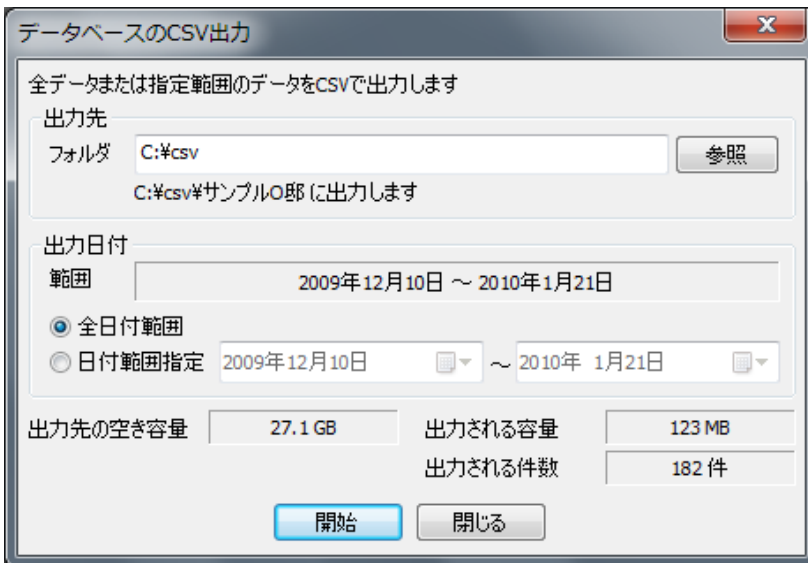 データベースのCSV出力
全データまたは指定範囲のデータをCSVで出力します
出力先
フォルダ C:¥csv 参照
C:¥csv¥サンプルO邸 に出力します
出力日付
範囲 2009年12月10日 ～ 2010年1月21日
全日付範囲
日付範囲指定 2009年12月10日 ～ 2010年 1月21日
出力先の空き容量 27.1 GB 出力される容量 123 MB
出力される件数 182 件
開始 閉じる